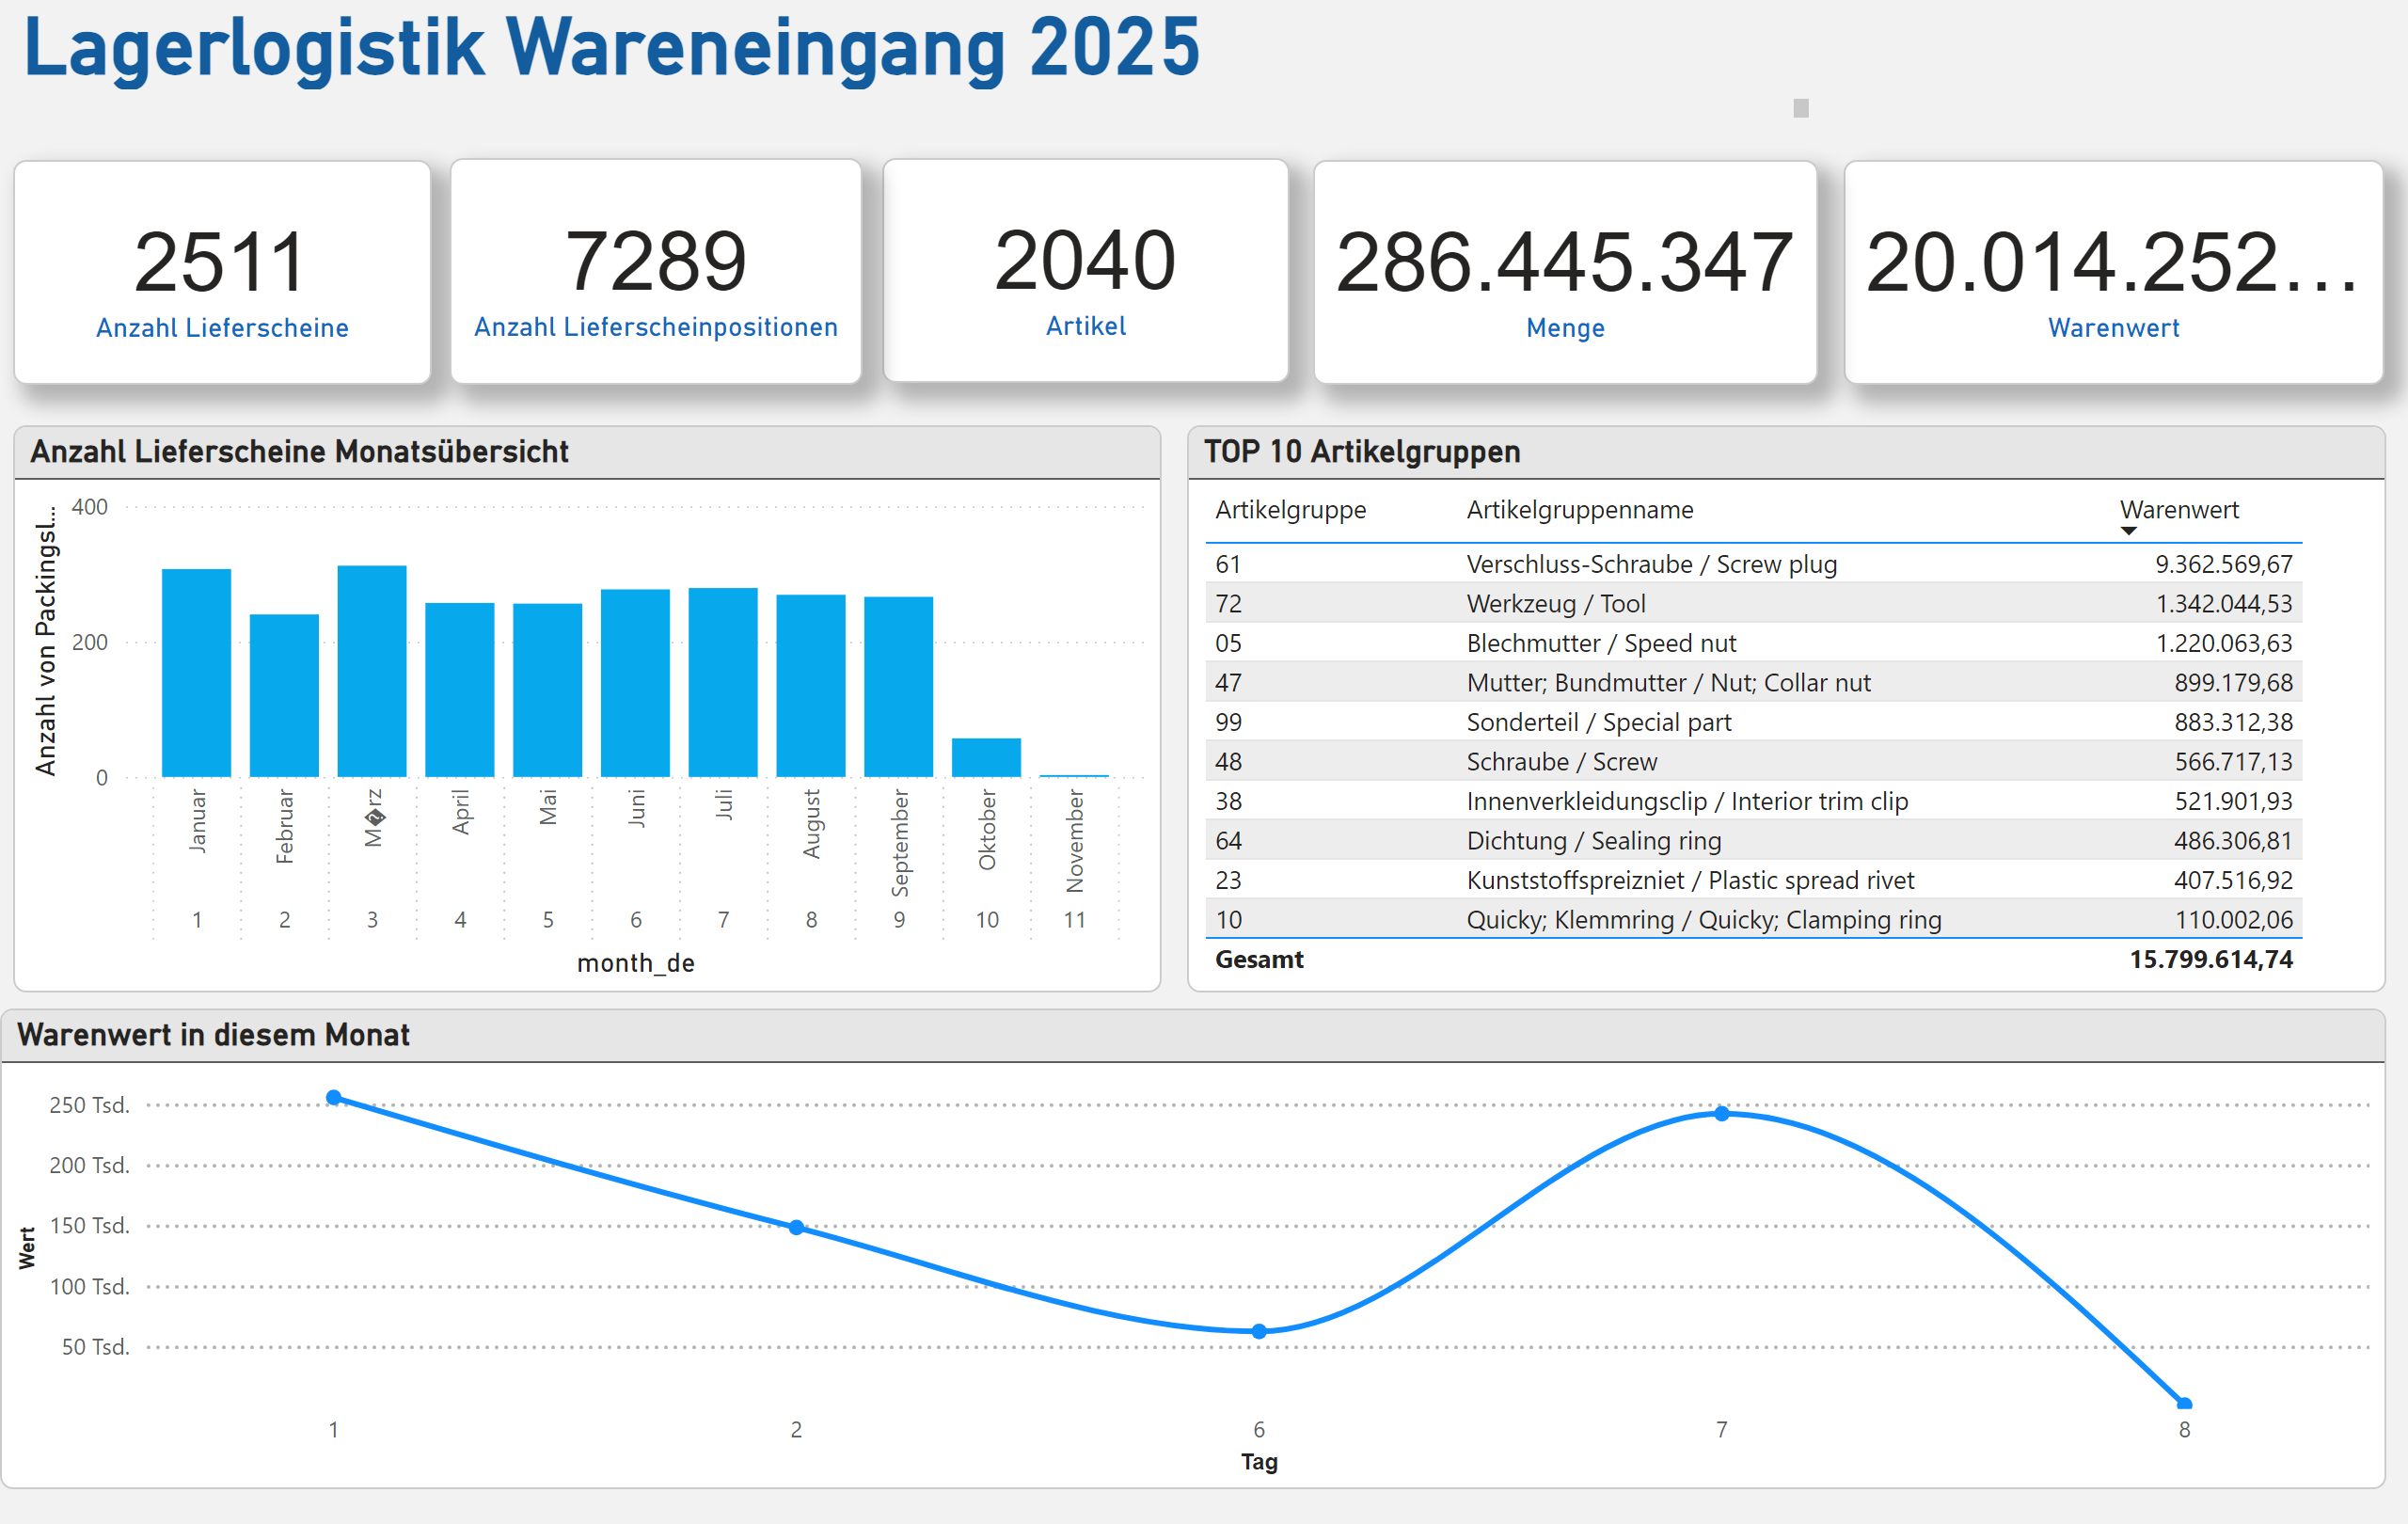 Lagerlogistik Wareneingang 2025
2511
Anzahl Lieferscheine
7289
Anzahl Lieferscheinpositionen
2040
Artikel
286.445.347
Menge
20.014.252...
Warenwert
Anzahl Lieferscheine Monatsübersicht
Anzahl von Packingsl...
400
200
0
Januar
Februar
M�rz
April
Mai
Juni
Juli
August
September
Oktober
November
1 2 3 4 5 6 7 8 9 10 11
month_de
TOP 10 Artikelgruppen
Artikelgruppe Artikelgruppenname Warenwert
61 Verschluss-Schraube / Screw plug 9.362.569,67
72 Werkzeug / Tool 1.342.044,53
05 Blechmutter / Speed nut 1.220.063,63
47 Mutter; Bundmutter / Nut; Collar nut 899.179,68
99 Sonderteil / Special part 883.312,38
48 Schraube / Screw 566.717,13
38 Innenverkleidungsclip / Interior trim clip 521.901,93
64 Dichtung / Sealing ring 486.306,81
23 Kunststoffspreizniet / Plastic spread rivet 407.516,92
10 Quicky; Klemmring / Quicky; Clamping ring 110.002,06
Gesamt 15.799.614,74
Warenwert in diesem Monat
Wert
250 Tsd.
200 Tsd.
150 Tsd.
100 Tsd.
50 Tsd.
1 2 6 7 8
Tag